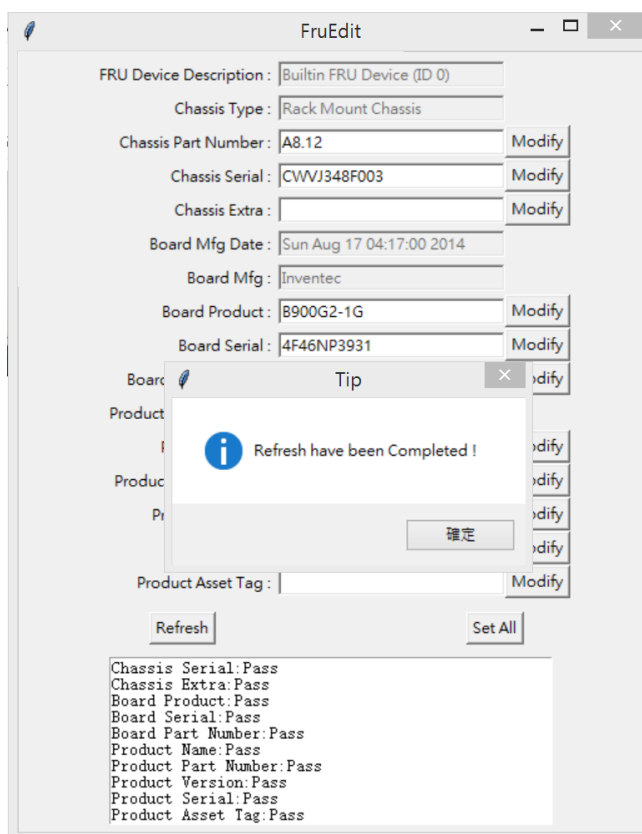 FruEdit
FRU Device Description : Builtin FRU Device (ID 0)
Chassis Type : Rack Mount Chassis
Chassis Part Number : A8.12 Modify
Chassis Serial : CWVJ348F003 Modify
Chassis Extra : Modify
Board Mfg Date : Sun Aug 17 04:17:00 2014
Board Mfg : Inventec
Board Product : B900G2-1G Modify
Board Serial : 4F46NP3931 Modify
Tip
Refresh have been Completed !
確定
Product Asset Tag : Modify
Refresh Set All
Chassis Serial:Pass
Chassis Extra:Pass
Board Product:Pass
Board Serial:Pass
Board Part Number:Pass
Product Name:Pass
Product Part Number:Pass
Product Version:Pass
Product Serial:Pass
Product Asset Tag:Pass